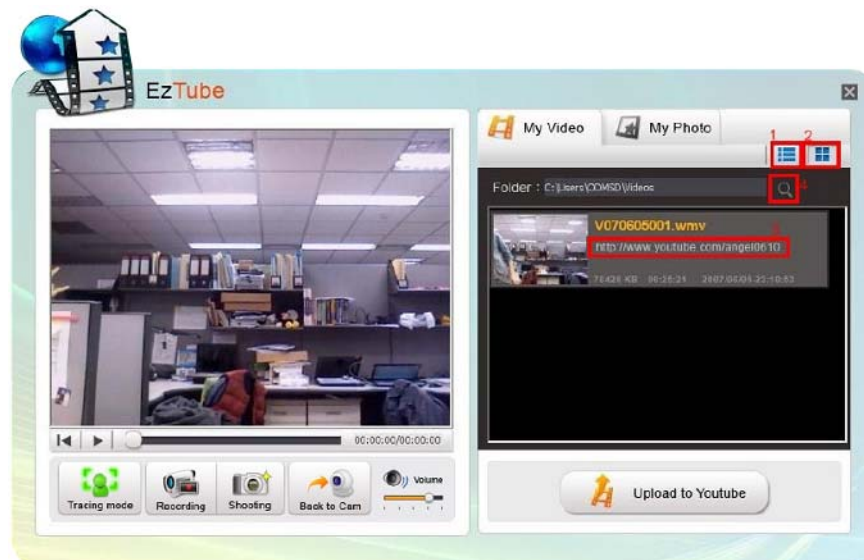 EzTube
My Video
My Photo
1 2
Folder : C:\Users\ODMSD\Videos
4
V070605001.wmv
3
http://www.youtube.com/angel0610
00:00:00/00:00:00
Tracing mode
Recording
Shooting
Back to Cam
Volume
Upload to Youtube